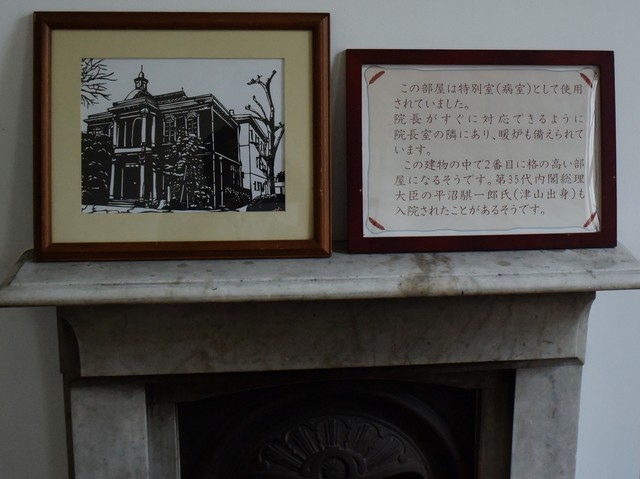 この部屋は特別室(病室)として使用
されていました。
院長がすぐに対応できるように
院長室の隣にあり、暖炉も備えられて
います。
この建物の中で2番目に格の高い部
屋になるそうです。第35代内閣総理
大臣の平沼騏一郎氏(津山出身)も
入院されたことがあるそうです。